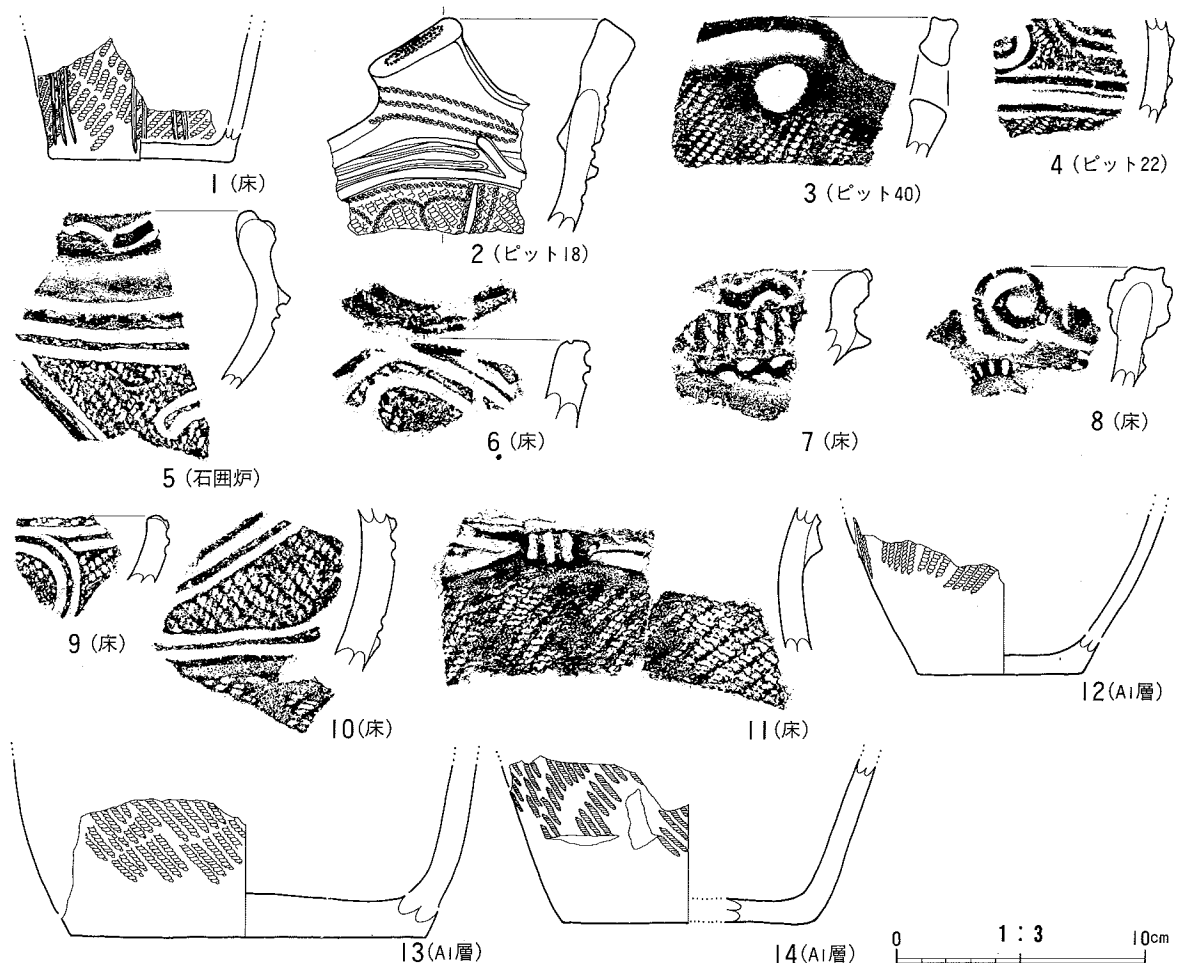 1 (床)
2 (ピット18)
3 (ピット40)
4 (ピット22)
5 (石囲炉)
6 (床)
7 (床)
8 (床)
9 (床)
10 (床)
11 (床)
12 (A1層)
13 (A1層)
14 (A1層)
0 1:3 10cm